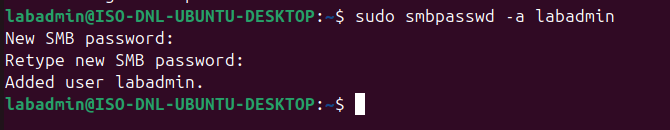 labadmin@ISO-DNL-UBUNTU-DESKTOP:~$ sudo smbpasswd -a labadmin
New SMB password:
Retype new SMB password:
Added user labadmin.
labadmin@ISO-DNL-UBUNTU-DESKTOP:~$